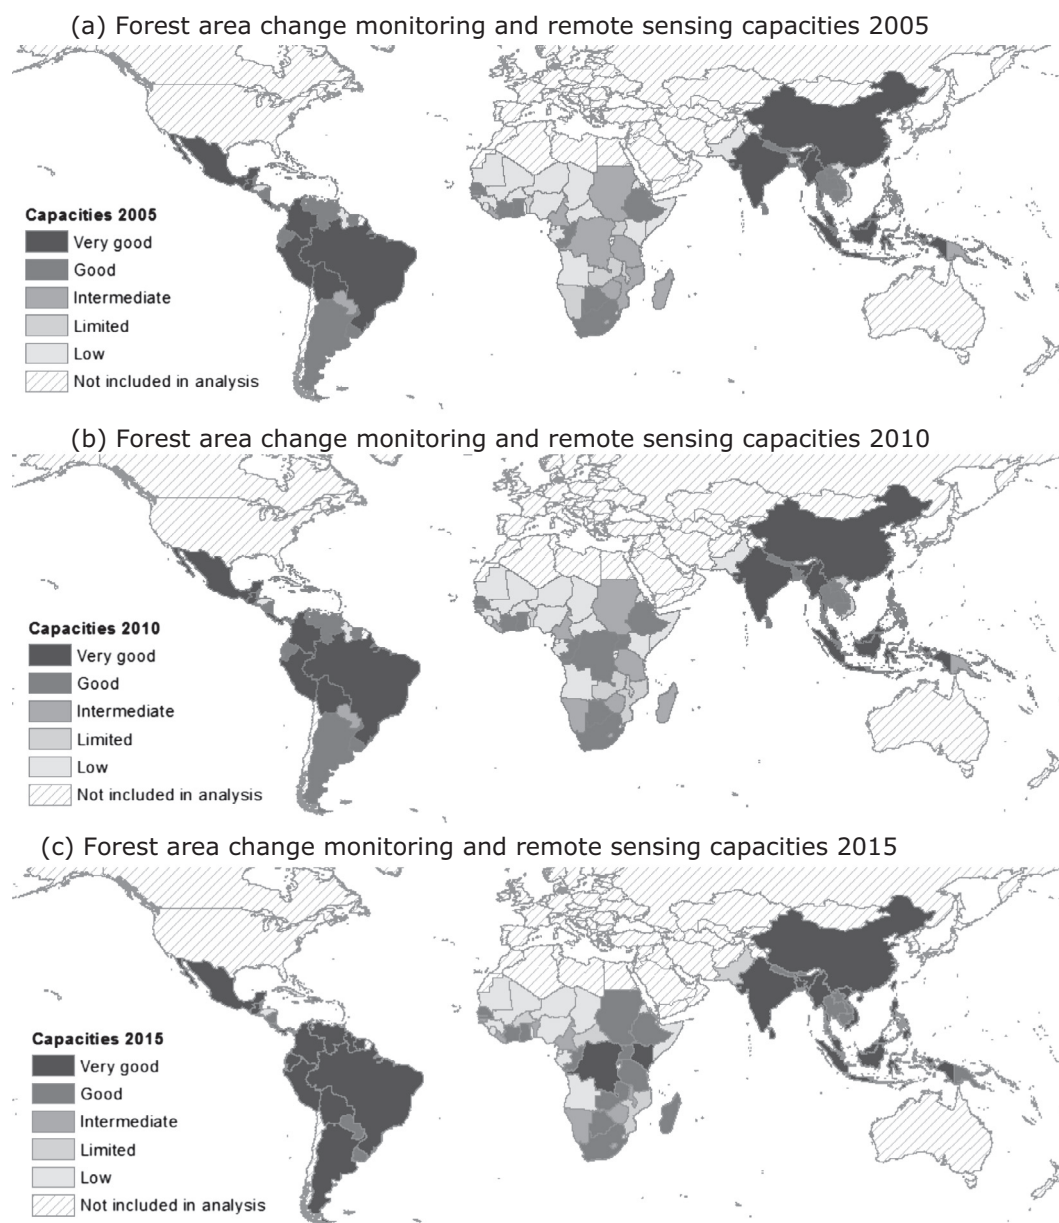 (a) Forest area change monitoring and remote sensing capacities 2005
Capacities 2005
Very good
Good
Intermediate
Limited
Low
Not included in analysis
(b) Forest area change monitoring and remote sensing capacities 2010
Capacities 2010
Very good
Good
Intermediate
Limited
Low
Not included in analysis
(c) Forest area change monitoring and remote sensing capacities 2015
Capacities 2015
Very good
Good
Intermediate
Limited
Low
Not included in analysis